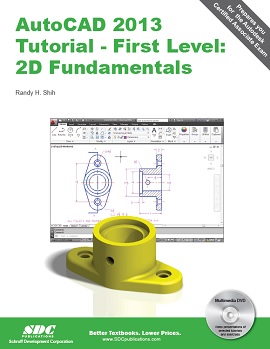 AutoCAD 2013
Tutorial - First Level:
2D Fundamentals
Prepares you
for the Autodesk
Certified Associate Exam
Randy H. Shih
Multimedia DVD
SDC
PUBLICATIONS
Schroff Development Corporation
Better Textbooks. Lower Prices.
www.SDCpublications.com